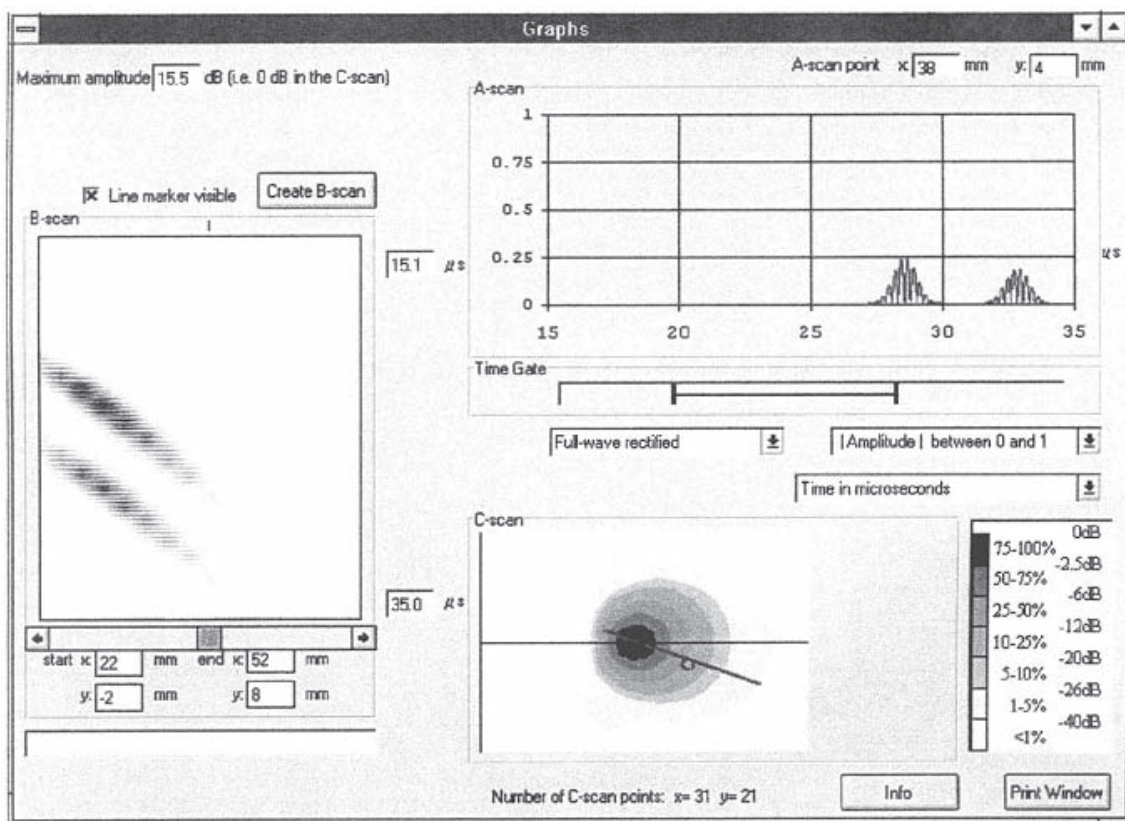 Graphs
Maximum amplitude 15.5 dB (i.e. 0 dB in the C-scan)
A-scan point x: 38 mm y: 4 mm
A-scan
1
0.75
0.5
0.25
0
15 20 25 30 35
μs
Line marker visible
Create B-scan
B-scan
15.1 μs
35.0 μs
start x: 22 mm end x: 52 mm
y: -2 mm y: 8 mm
Time Gate
Full-wave rectified
|Amplitude| between 0 and 1
Time in microseconds
C-scan
0dB
75-100%
-2.5dB
50-75%
-6dB
25-50%
-12dB
10-25%
-20dB
5-10%
-26dB
1-5%
-40dB
<1%
Number of C-scan points: x= 31 y= 21
Info
Print Window